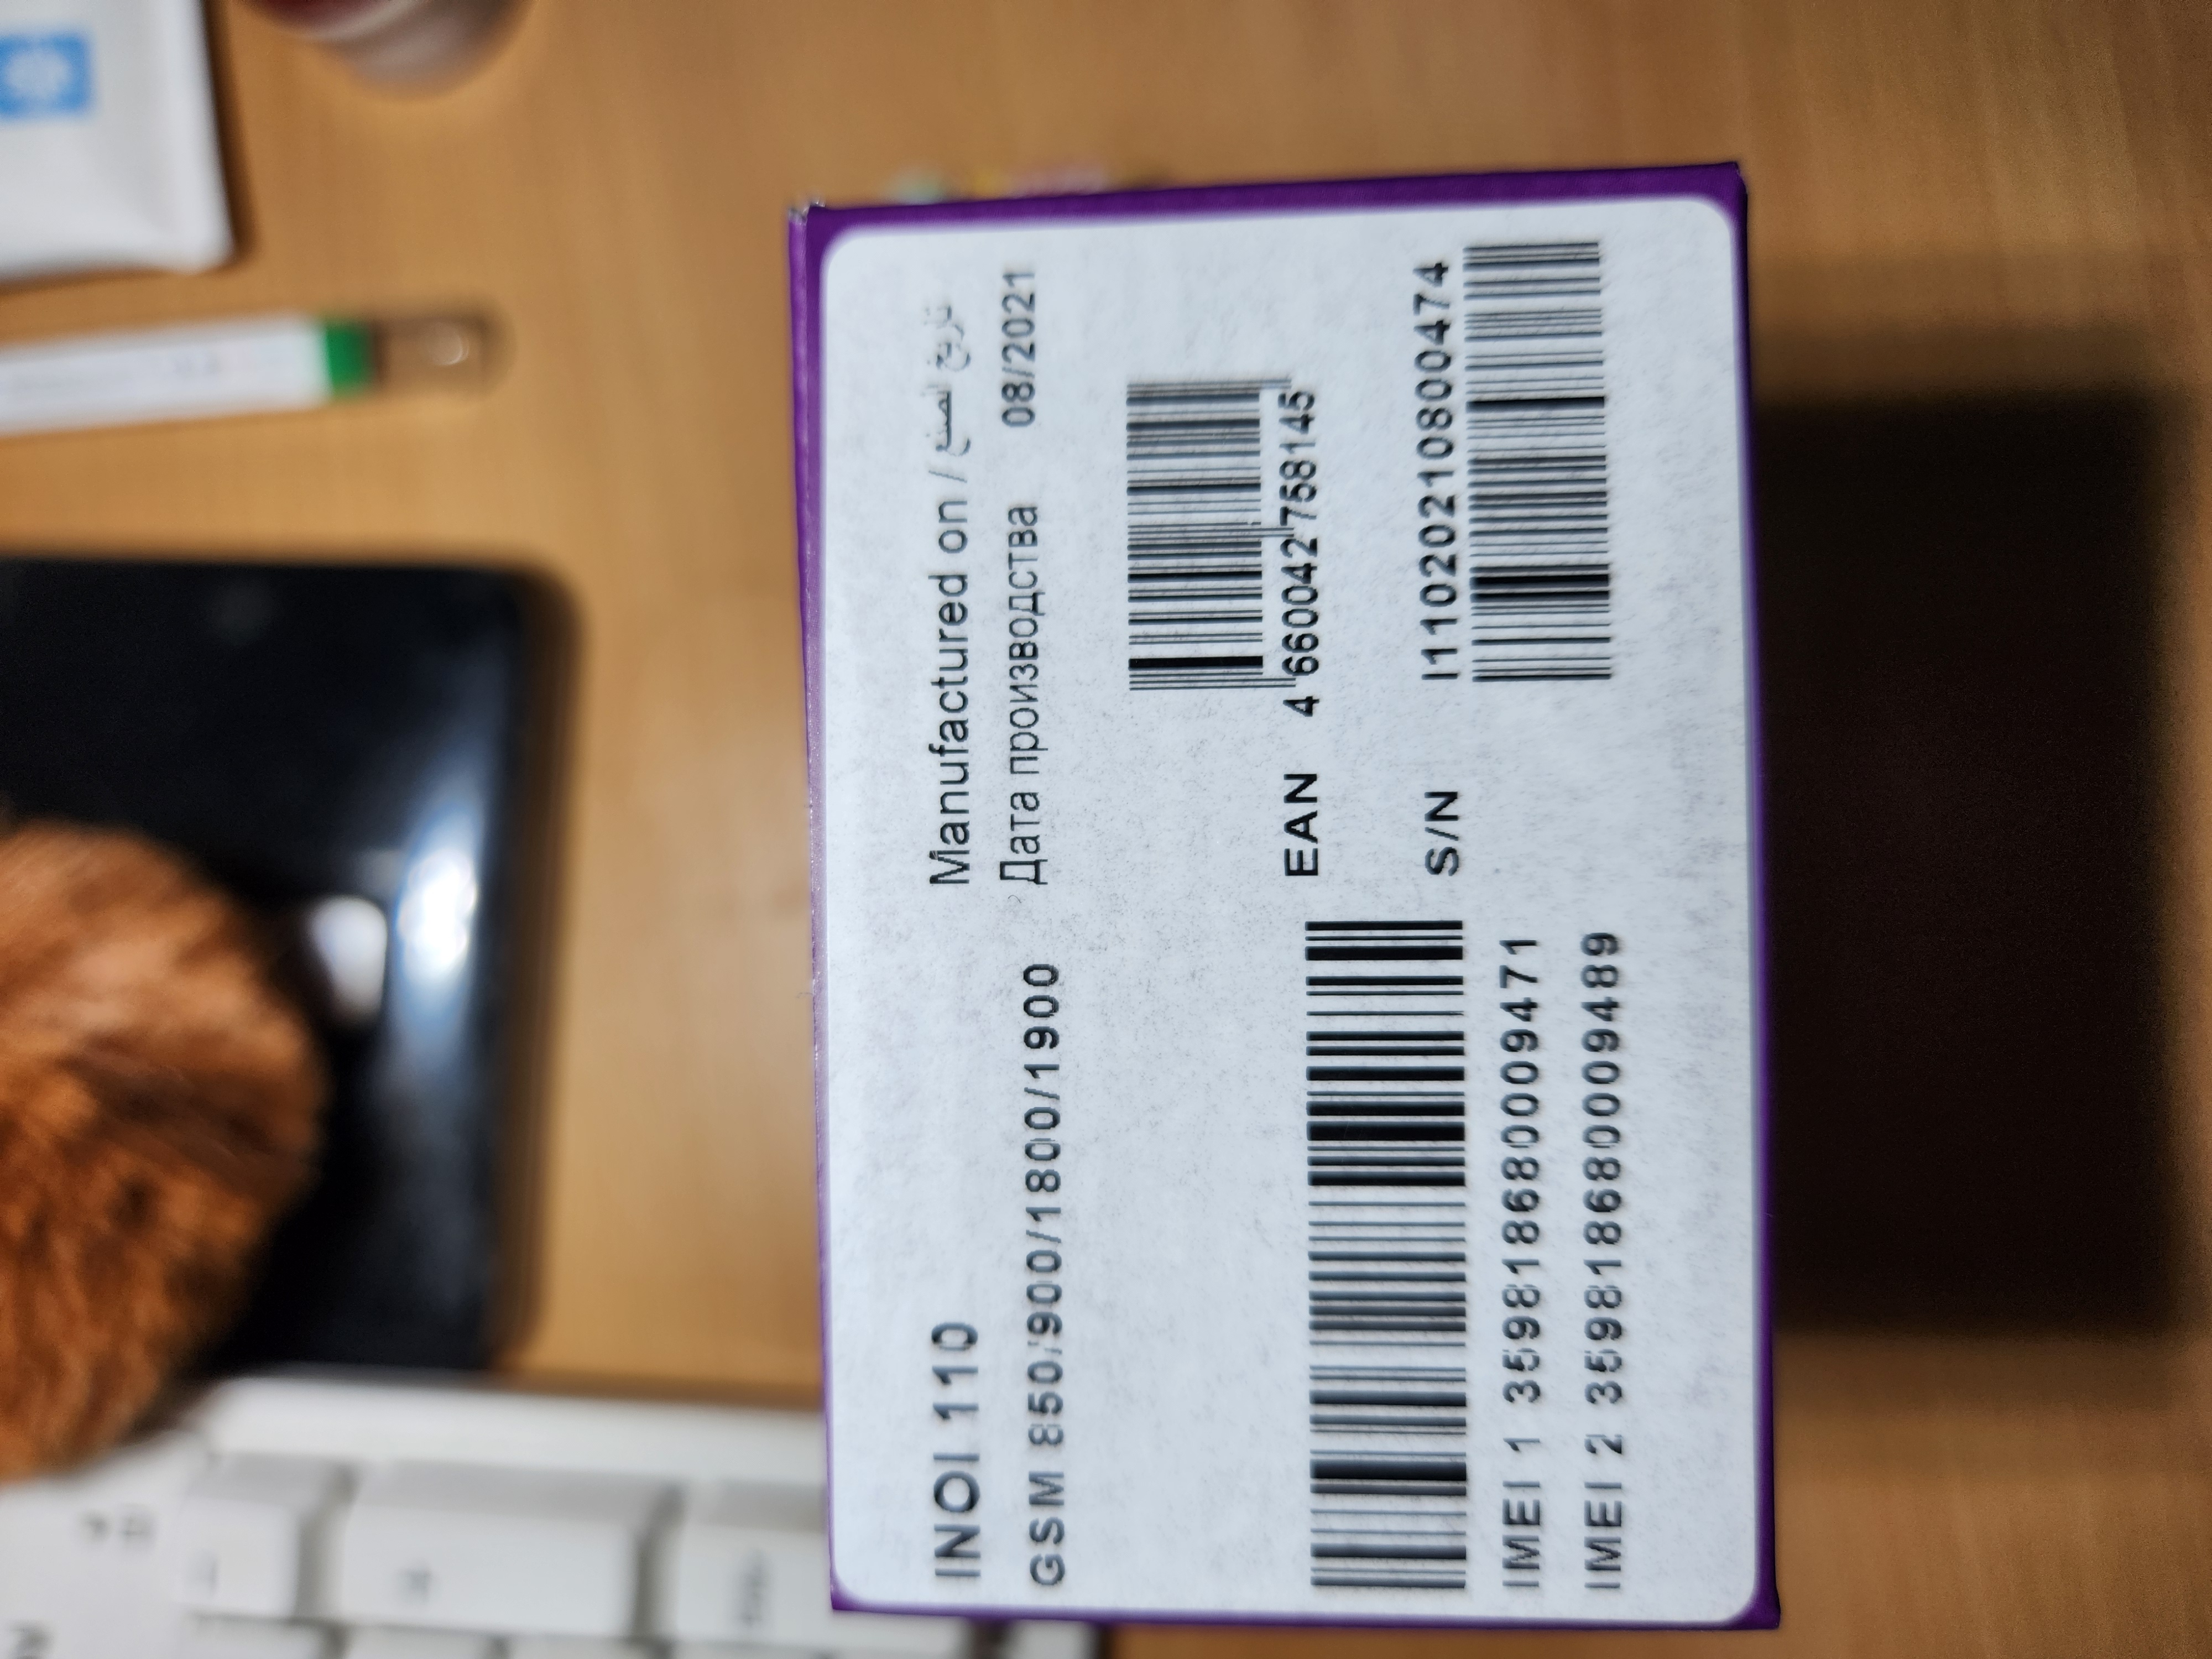 INOI 110
GSM 850/900/1800/1900
IMEI 1 359818680009471
IMEI 2 359818680009489
Manufactured on / تاريخ الصنع
Дата производства 08/2021
EAN 4 660042 758145
S/N I11020210800474